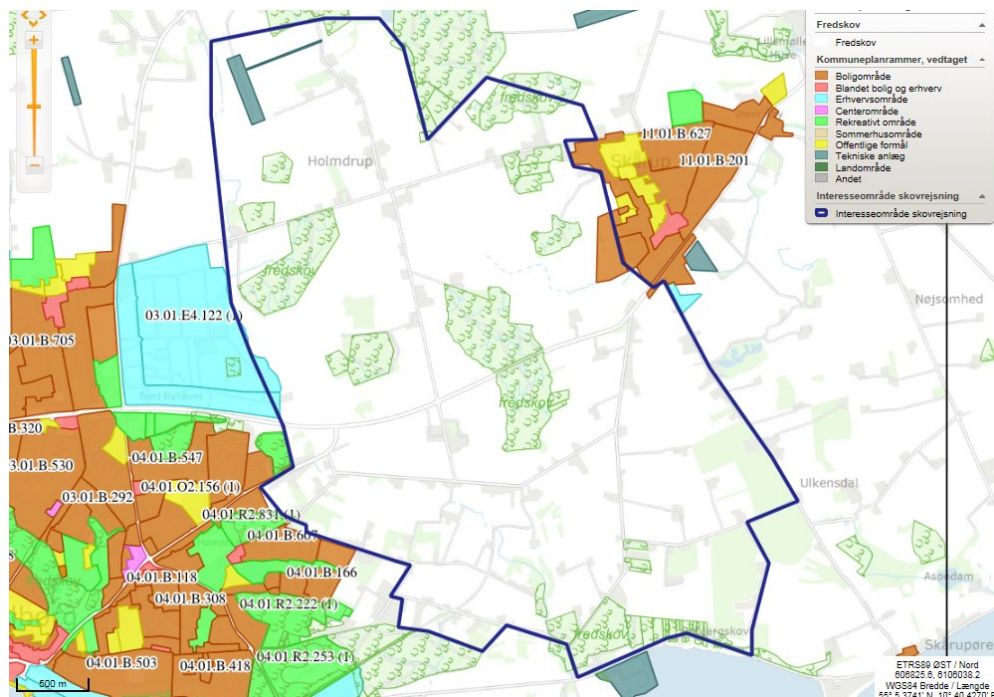 Fredskov
Fredskov
Kommuneplanrammer, vedtaget
Boligområde
Blandet bolig og erhverv
Erhvervsområde
Centerområde
Rekreativt område
Sommerhusområde
Offentlige formål
Tekniske anlæg
Landområde
Andet
Interesseområde skovrejsning
Interesseområde skovrejsning
Huse
fredskov
11.01.B.627
Holmdrup
Skårup
11.01.B.201
fredskov
Nøjsomhed
03.01.E4.122 (1)
03.01.B.705
Tved Byhaver
fredskov
B.320
04.01.B.547
03.01.B.530
04.01.O2.156 (1)
Ulkensdal
03.01.B.292
04.01.R2.831 (1)
04.01.B.607
04.01.B.166
04.01.B.118
Aspedam
04.01.B.308
04.01.R2.222 (1)
fredskov
04.01.R2.253 (1)
04.01.B.503
04.01.B.418
500 m
ETRS89 ØST / Nord
606825.6, 6106038.2
WGS84 Bredde / Længde